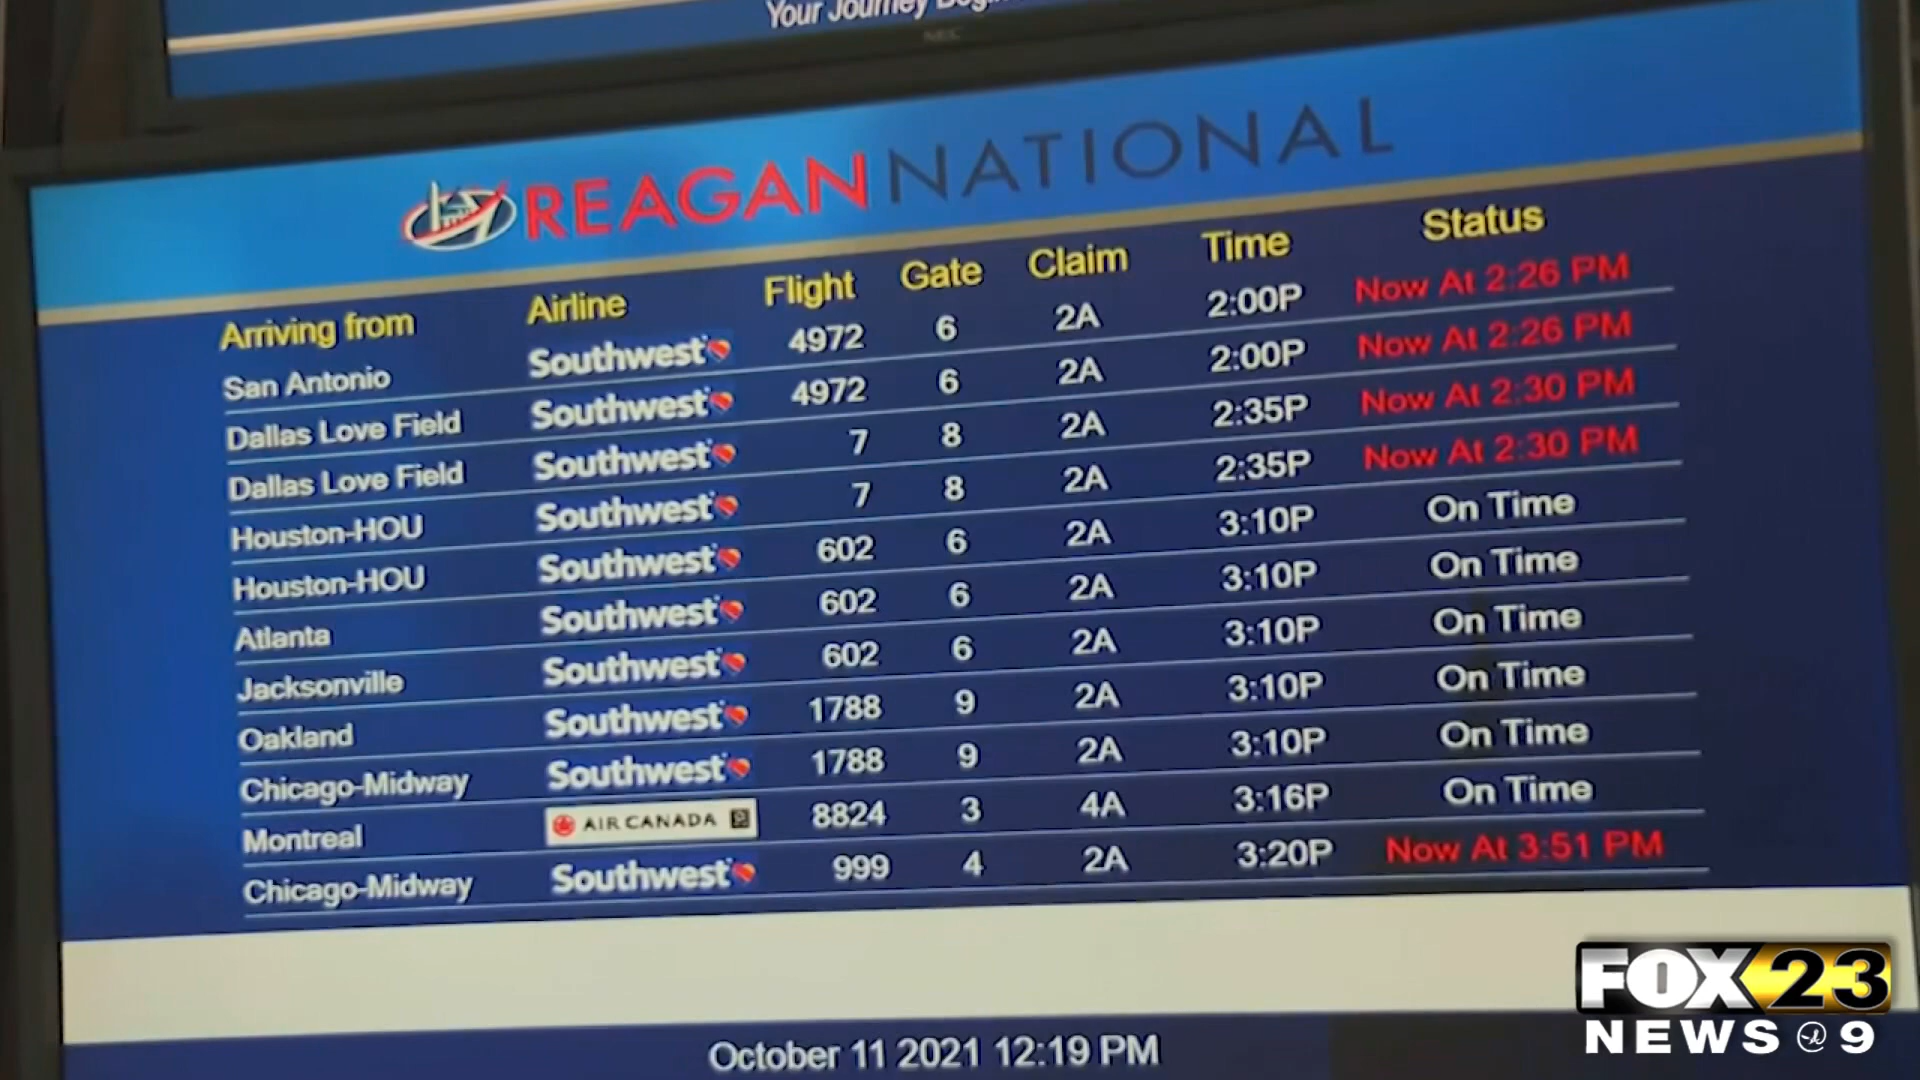 Your Journey
NEC
REAGAN NATIONAL
Arriving from Airline Flight Gate Claim Time Status
San Antonio Southwest 4972 6 2A 2:00P Now At 2:26 PM
Dallas Love Field Southwest 4972 6 2A 2:00P Now At 2:26 PM
Dallas Love Field Southwest 7 8 2A 2:35P Now At 2:30 PM
Houston-HOU Southwest 7 8 2A 2:35P Now At 2:30 PM
Houston-HOU Southwest 602 6 2A 3:10P On Time
Atlanta Southwest 602 6 2A 3:10P On Time
Jacksonville Southwest 602 6 2A 3:10P On Time
Oakland Southwest 1788 9 2A 3:10P On Time
Chicago-Midway Southwest 1788 9 2A 3:10P On Time
Montreal AIR CANADA 8824 3 4A 3:16P On Time
Chicago-Midway Southwest 999 4 2A 3:20P Now At 3:51 PM
October 11 2021 12:19 PM
FOX 23
NEWS @ 9